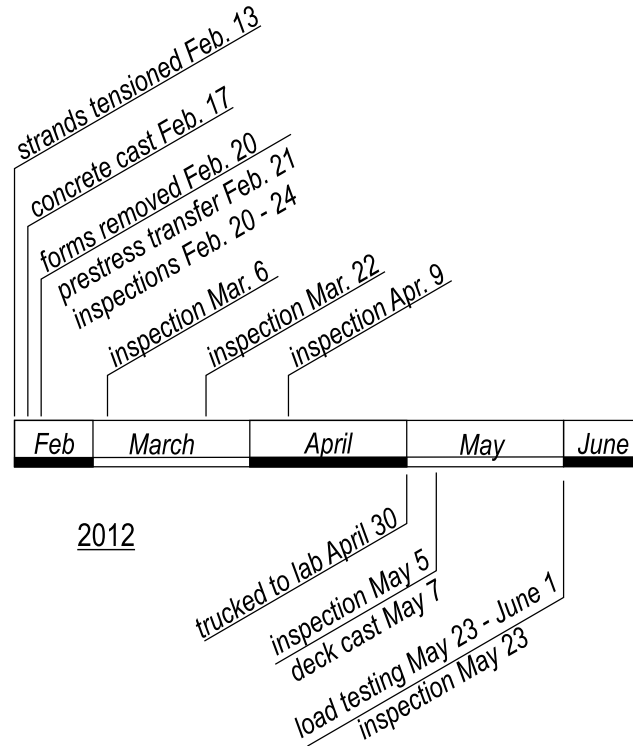 strands tensioned Feb. 13
concrete cast Feb. 17
forms removed Feb. 20
prestress transfer Feb. 21
inspections Feb. 20 - 24
inspection Mar. 6
inspection Mar. 22
inspection Apr. 9
Feb March April May June
2012
trucked to lab April 30
inspection May 5
deck cast May 7
load testing May 23 - June 1
inspection May 23